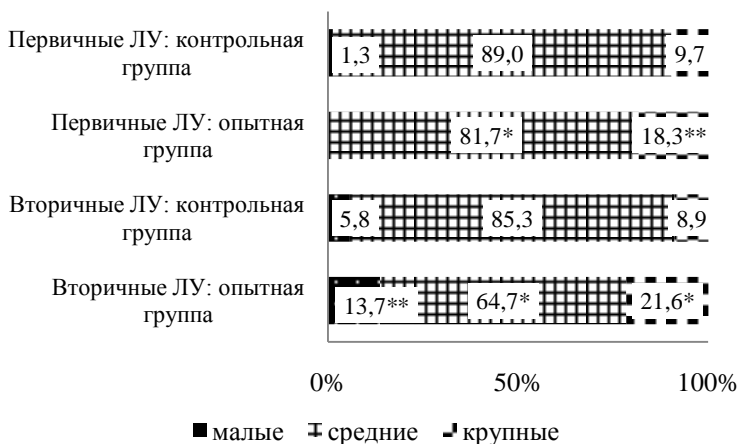 Первичные ЛУ: контрольная
группа
1,3 89,0 9,7
Первичные ЛУ: опытная
группа
81,7* 18,3**
Вторичные ЛУ: контрольная
группа
5,8 85,3 8,9
Вторичные ЛУ: опытная
группа
13,7** 64,7* 21,6*
0% 50% 100%
малые средние крупные